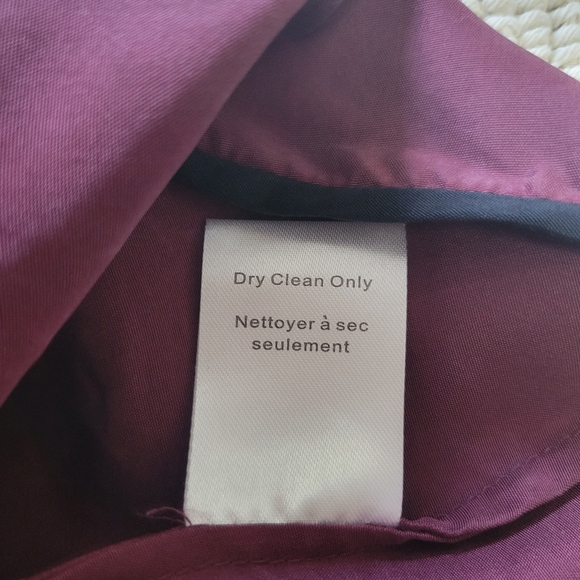 Dry Clean Only
Nettoyer à sec
seulement